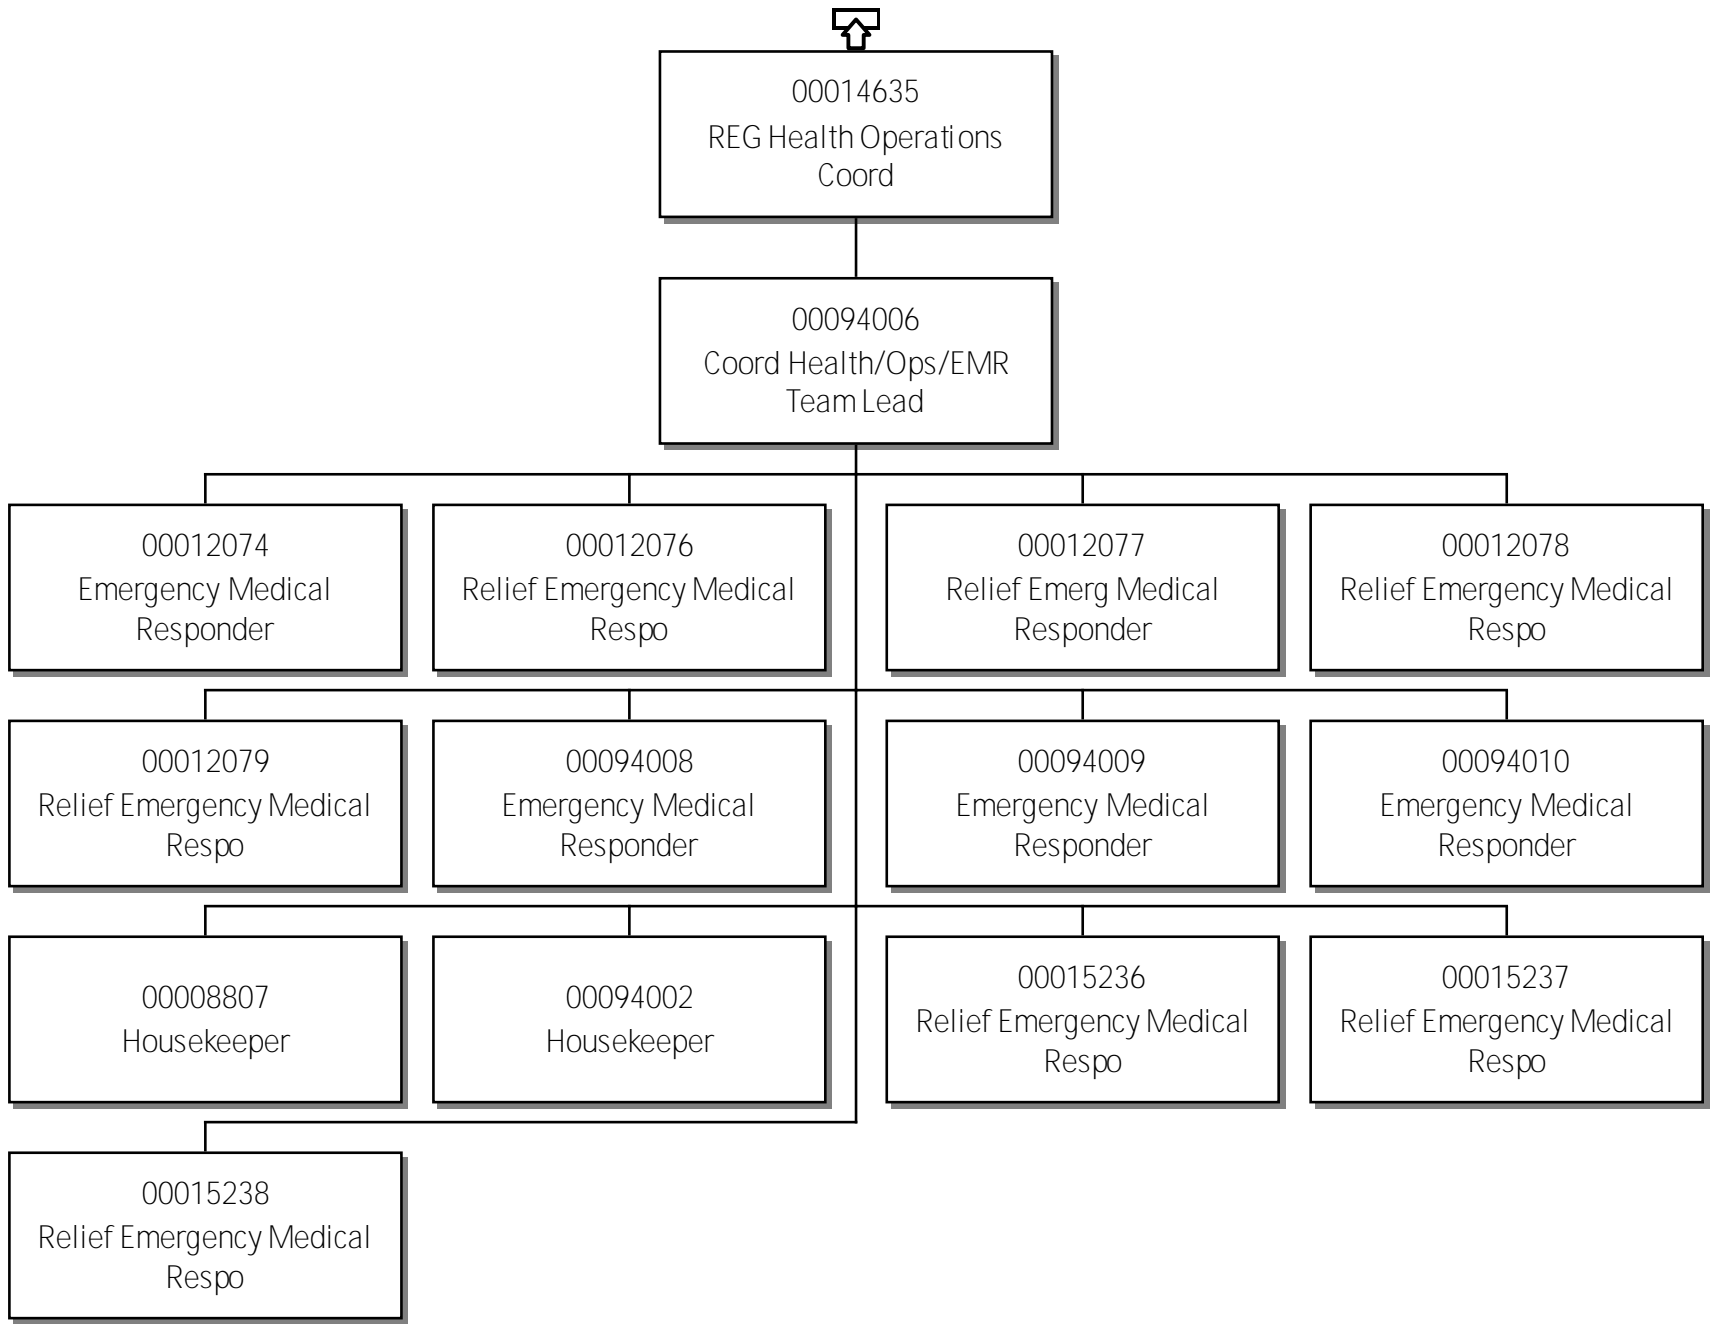 00014635
REG Health Operations
Coord
00094006
Coord Health/Ops/EMR
Team Lead
00012074
Emergency Medical
Responder
00012076
Relief Emergency Medical
Respo
00012077
Relief Emerg Medical
Responder
00012078
Relief Emergency Medical
Respo
00012079
Relief Emergency Medical
Respo
00094008
Emergency Medical
Responder
00094009
Emergency Medical
Responder
00094010
Emergency Medical
Responder
00008807
Housekeeper
00094002
Housekeeper
00015236
Relief Emergency Medical
Respo
00015237
Relief Emergency Medical
Respo
00015238
Relief Emergency Medical
Respo